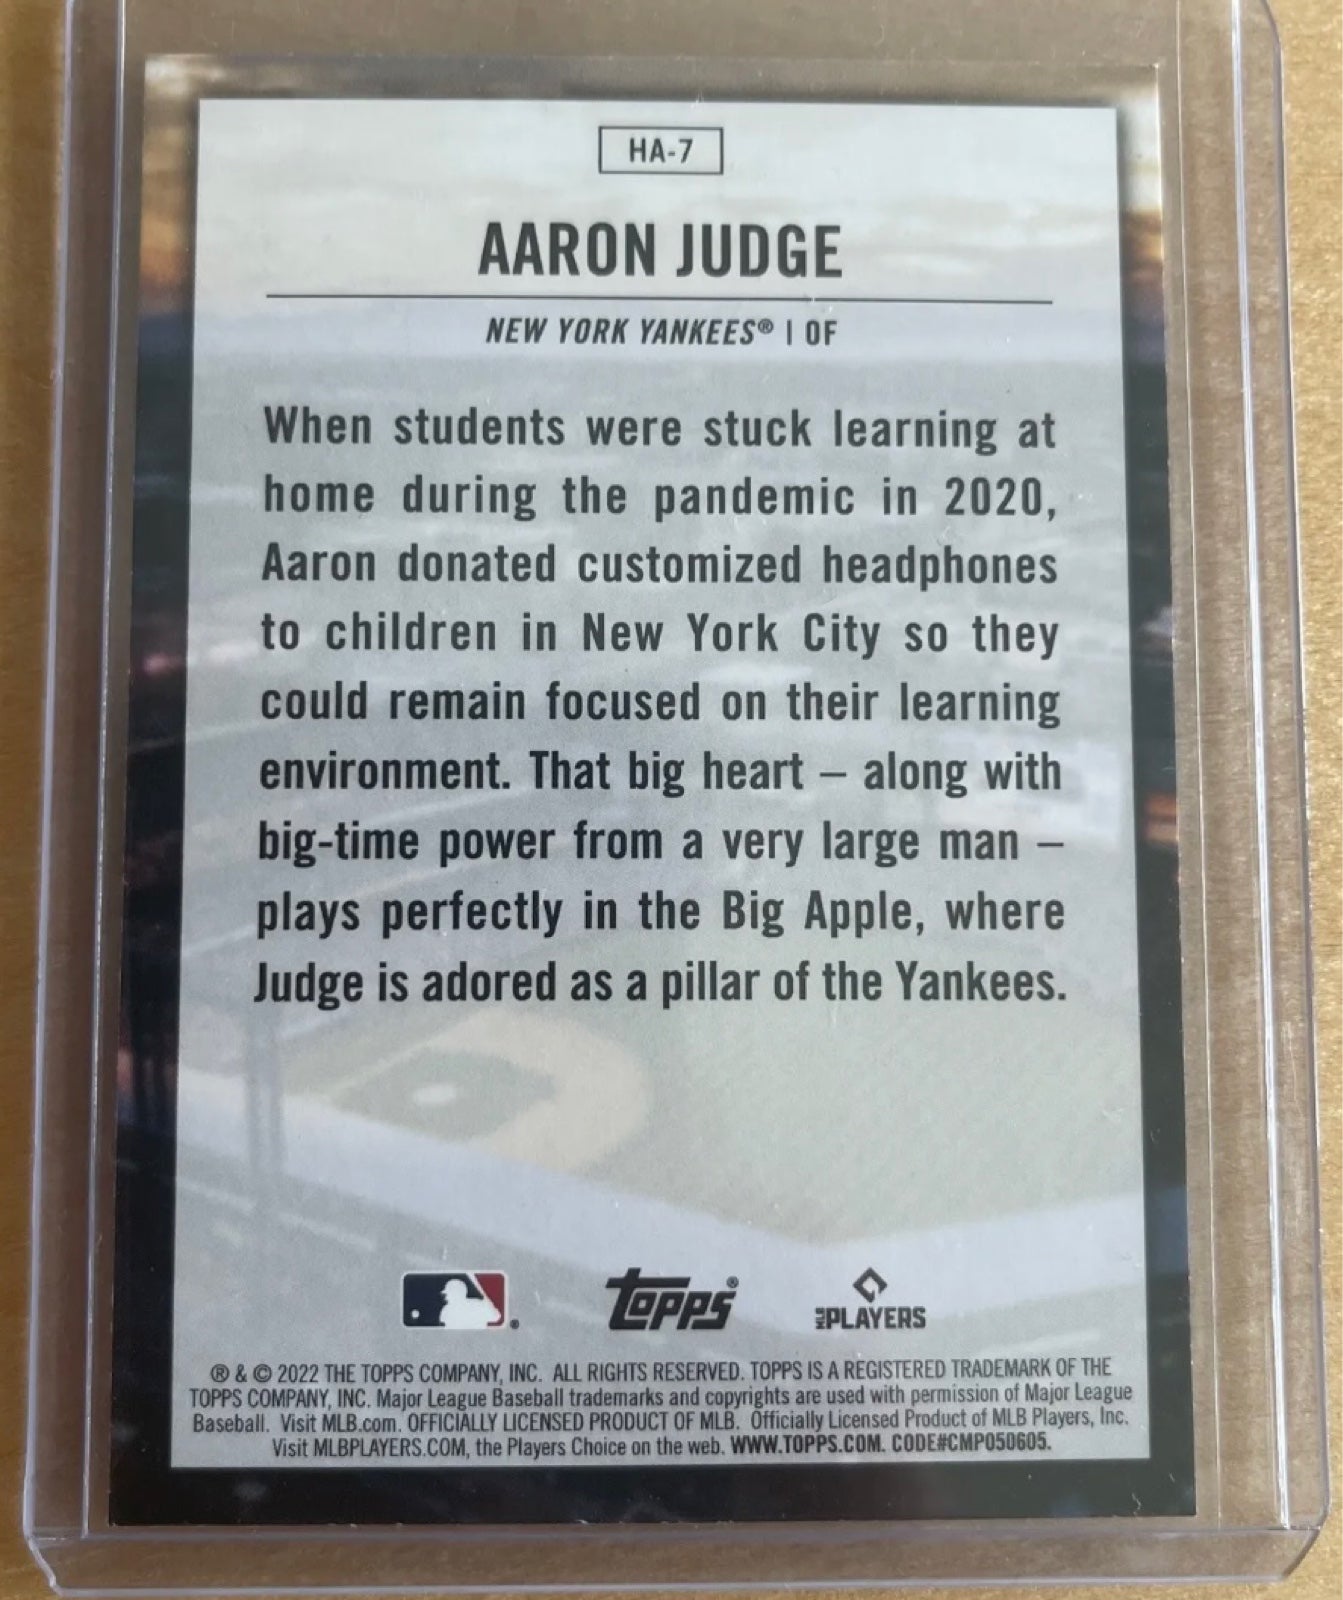 HA-7
AARON JUDGE
NEW YORK YANKEES® | OF
When students were stuck learning at
home during the pandemic in 2020,
Aaron donated customized headphones
to children in New York City so they
could remain focused on their learning
environment. That big heart – along with
big-time power from a very large man –
plays perfectly in the Big Apple, where
Judge is adored as a pillar of the Yankees.
Topps® MLB PLAYERS
® & © 2022 THE TOPPS COMPANY, INC. ALL RIGHTS RESERVED. TOPPS IS A REGISTERED TRADEMARK OF THE
TOPPS COMPANY, INC. Major League Baseball trademarks and copyrights are used with permission of Major League
Baseball. Visit MLB.com. OFFICIALLY LICENSED PRODUCT OF MLB. Officially Licensed Product of MLB Players, Inc.
Visit MLBPLAYERS.COM, the Players Choice on the web. WWW.TOPPS.COM. CODE#CMP050605.